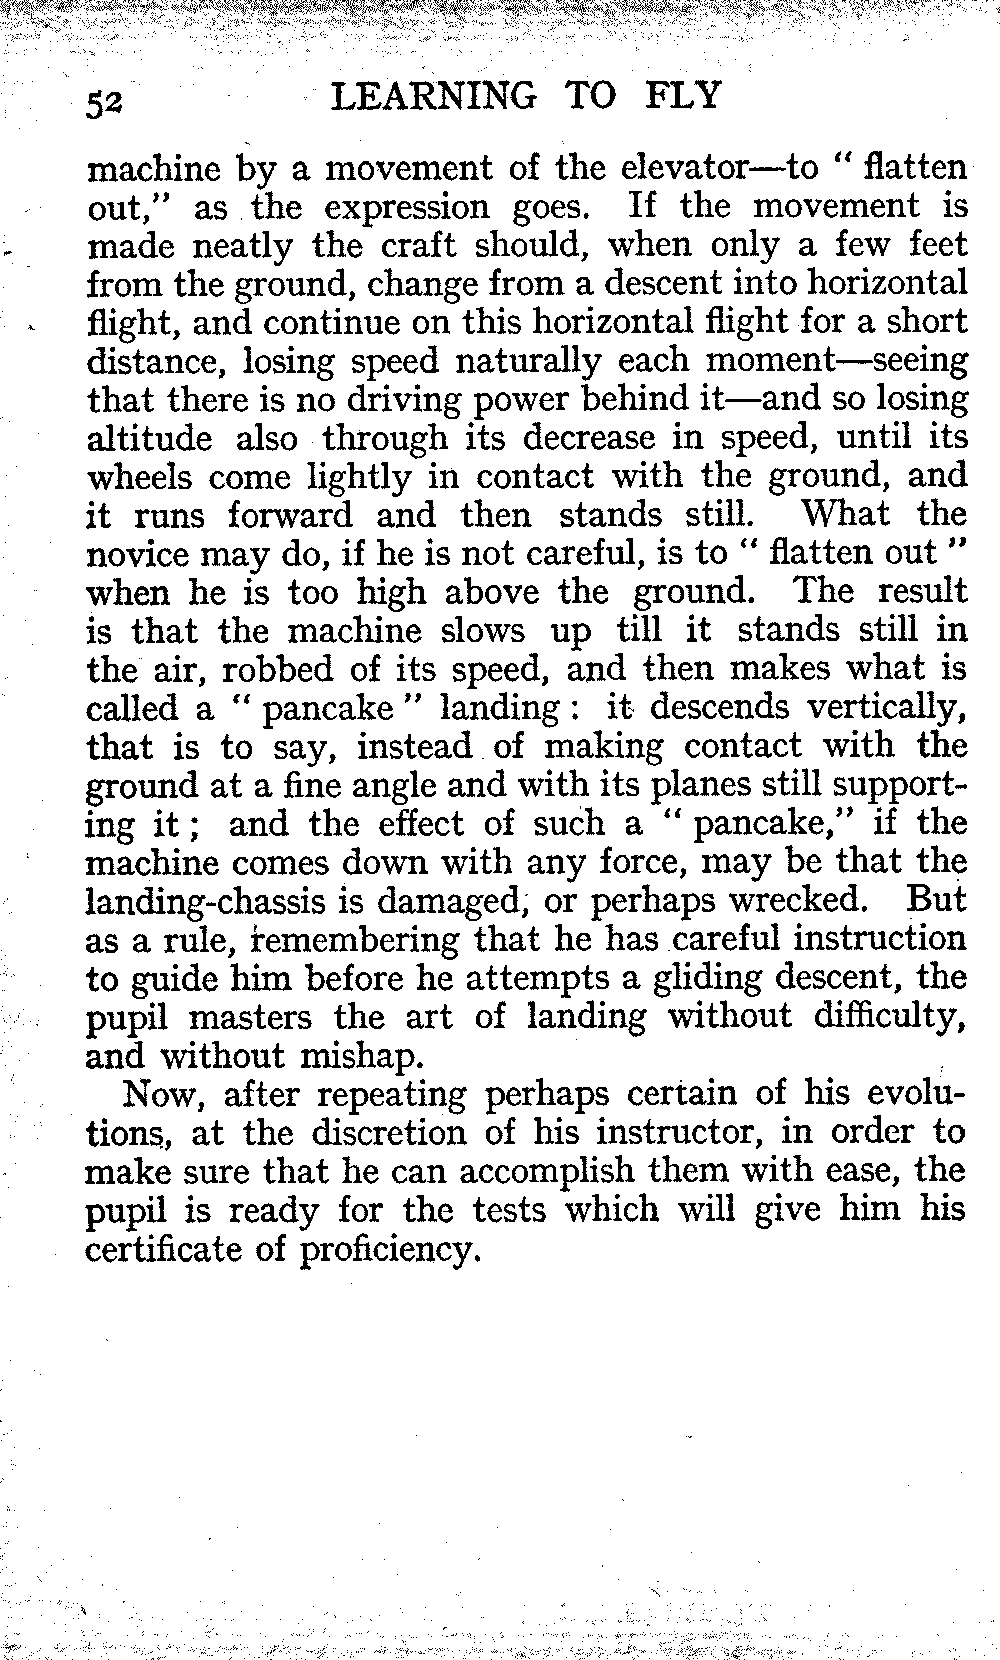 52 LEARNING TO FLY
machine by a movement of the elevator—to " flatten
out," as the expression goes. If the movement is
made neatly the craft should, when only a few feet
from the ground, change from a descent into horizontal
flight, and continue on this horizontal flight for a short
distance, losing speed naturally each moment—seeing
that there is no driving power behind it—and so losing
altitude also through its decrease in speed, until its
wheels come lightly in contact with the ground, and
it runs forward and then stands still. What the
novice may do, if he is not careful, is to " flatten out "
when he is too high above the ground. The result
is that the machine slows up till it stands still in
the air, robbed of its speed, and then makes what is
called a " pancake " landing : it descends vertically,
that is to say, instead of making contact with the
ground at a fine angle and with its planes still support-
ing it ; and the effect of such a " pancake," if the
machine comes down with any force, may be that the
landing-chassis is damaged, or perhaps wrecked. But
as a rule, remembering that he has careful instruction
to guide him before he attempts a gliding descent, the
pupil masters the art of landing without difficulty,
and without mishap.
Now, after repeating perhaps certain of his evolu-
tions, at the discretion of his instructor, in order to
make sure that he can accomplish them with ease, the
pupil is ready for the tests which will give him his
certificate of proficiency.